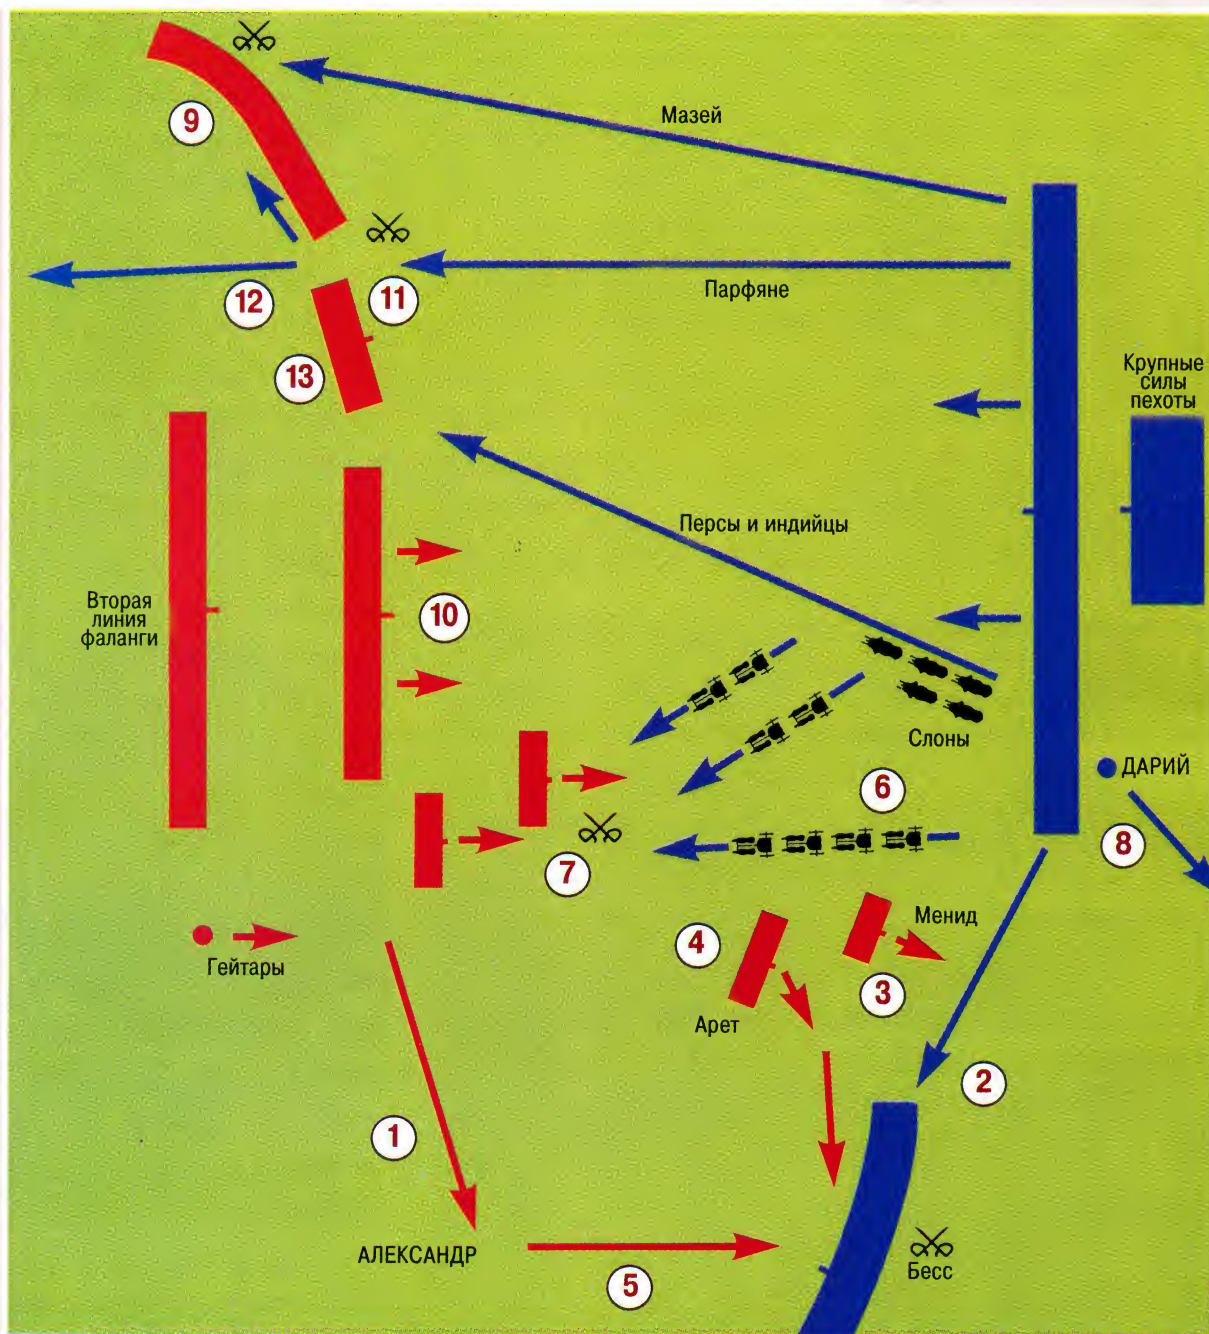 9
Мазей
12
11
Парфяне
13
Крупные
силы
пехоты
Персы и индийцы
Вторая
линия
фаланги
10
Слоны
ДАРИЙ
6
8
7
Гейтары
4
Менид
3
Арет
2
1
АЛЕКСАНДР
5
Бесс